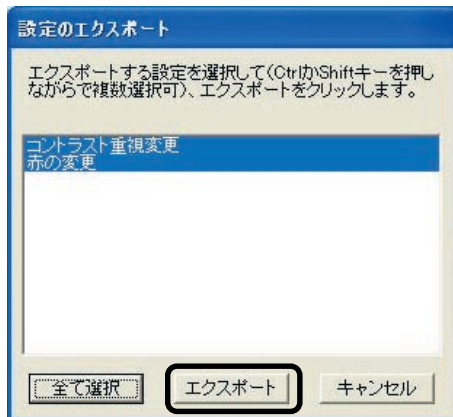 設定のエクスポート
エクスポートする設定を選択して(CtrlかShiftキーを押し
ながらで複数選択可)、エクスポートをクリックします。
コントラスト重視変更
赤の変更
全て選択 エクスポート キャンセル